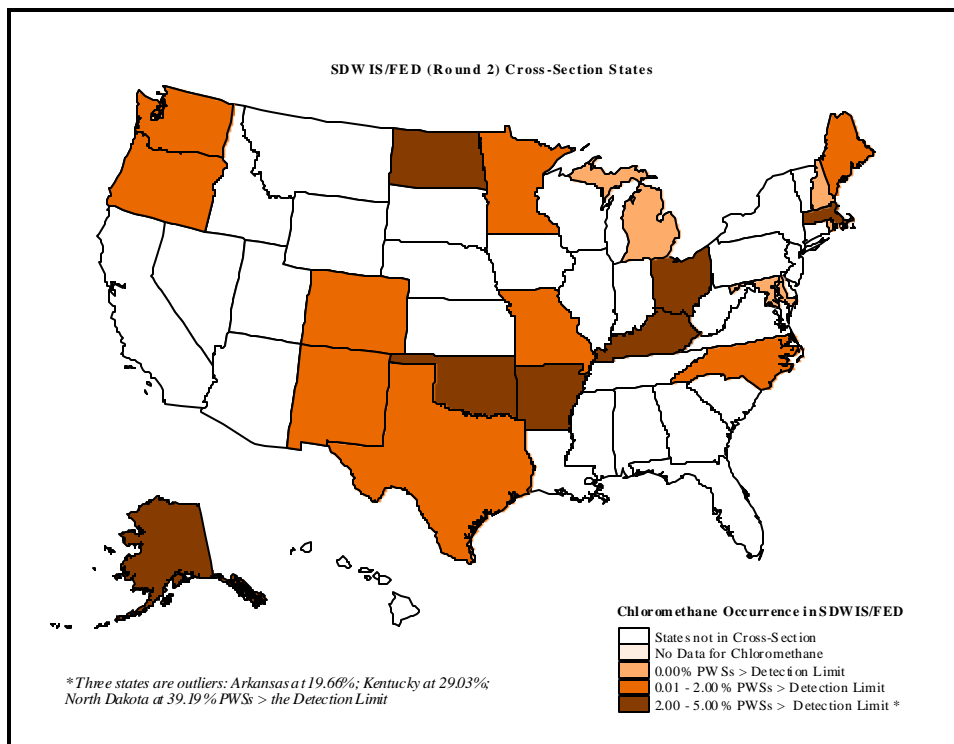 SDWIS/FED (Round 2) Cross-Section States
Chloromethane Occurrence in SDWIS/FED
States not in Cross-Section
No Data for Chloromethane
0.00% PWSs > Detection Limit
0.01 - 2.00% PWSs > Detection Limit
2.00 - 5.00% PWSs > Detection Limit *
* Three states are outliers: Arkansas at 19.66%; Kentucky at 29.03%;
North Dakota at 39.19% PWSs > the Detection Limit